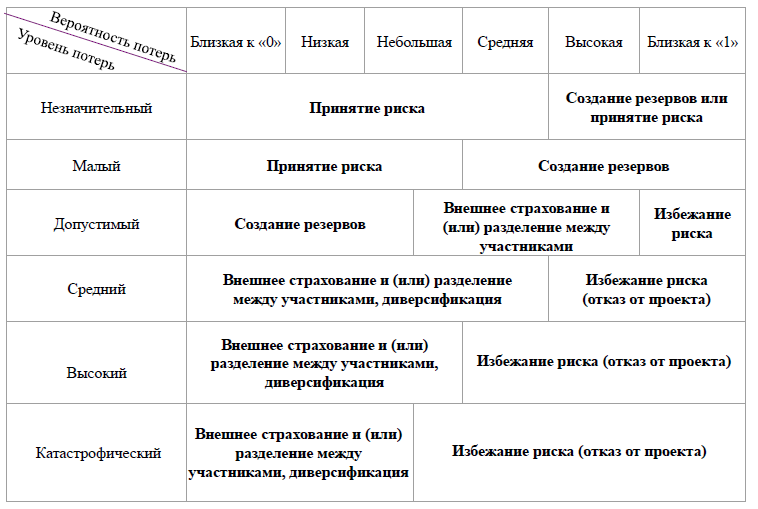 Вероятность потерь
Уровень потерь
Близкая к «0»
Низкая
Небольшая
Средняя
Высокая
Близкая к «1»
Незначительный
Принятие риска
Создание резервов или
принятие риска
Малый
Принятие риска
Создание резервов
Допустимый
Создание резервов
Внешнее страхование и
(или) разделение между
участниками
Избежание
риска
Средний
Внешнее страхование и (или) разделение
между участниками, диверсификация
Избежание риска
(отказ от проекта)
Высокий
Внешнее страхование и (или)
разделение между участниками,
диверсификация
Избежание риска (отказ от проекта)
Катастрофический
Внешнее страхование и (или)
разделение между
участниками, диверсификация
Избежание риска (отказ от проекта)